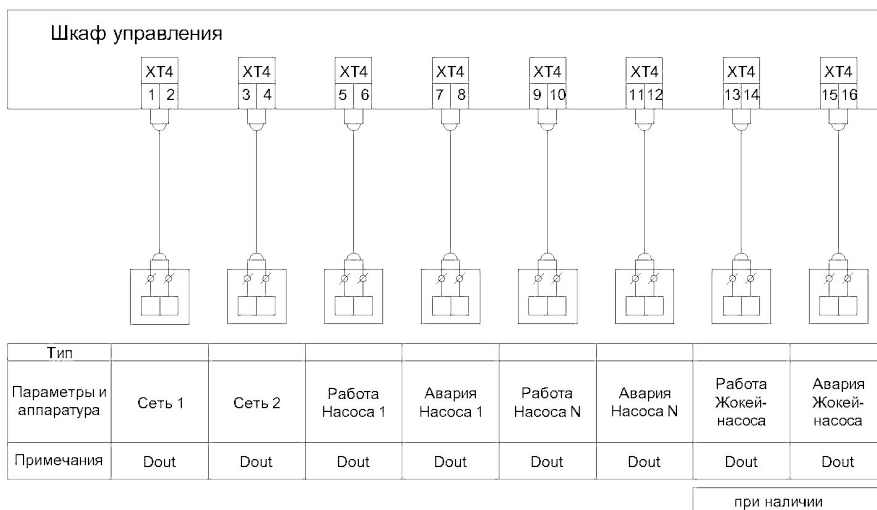 Шкаф управления
XT4 XT4 XT4 XT4 XT4 XT4 XT4 XT4
1 2 3 4 5 6 7 8 9 10 11 12 13 14 15 16
Тип
Параметры и аппаратура Сеть 1 Сеть 2 Работа Насоса 1 Авария Насоса 1 Работа Насоса N Авария Насоса N Работа Жокей-насоса Авария Жокей-насоса
Примечания Dout Dout Dout Dout Dout Dout Dout Dout
при наличии